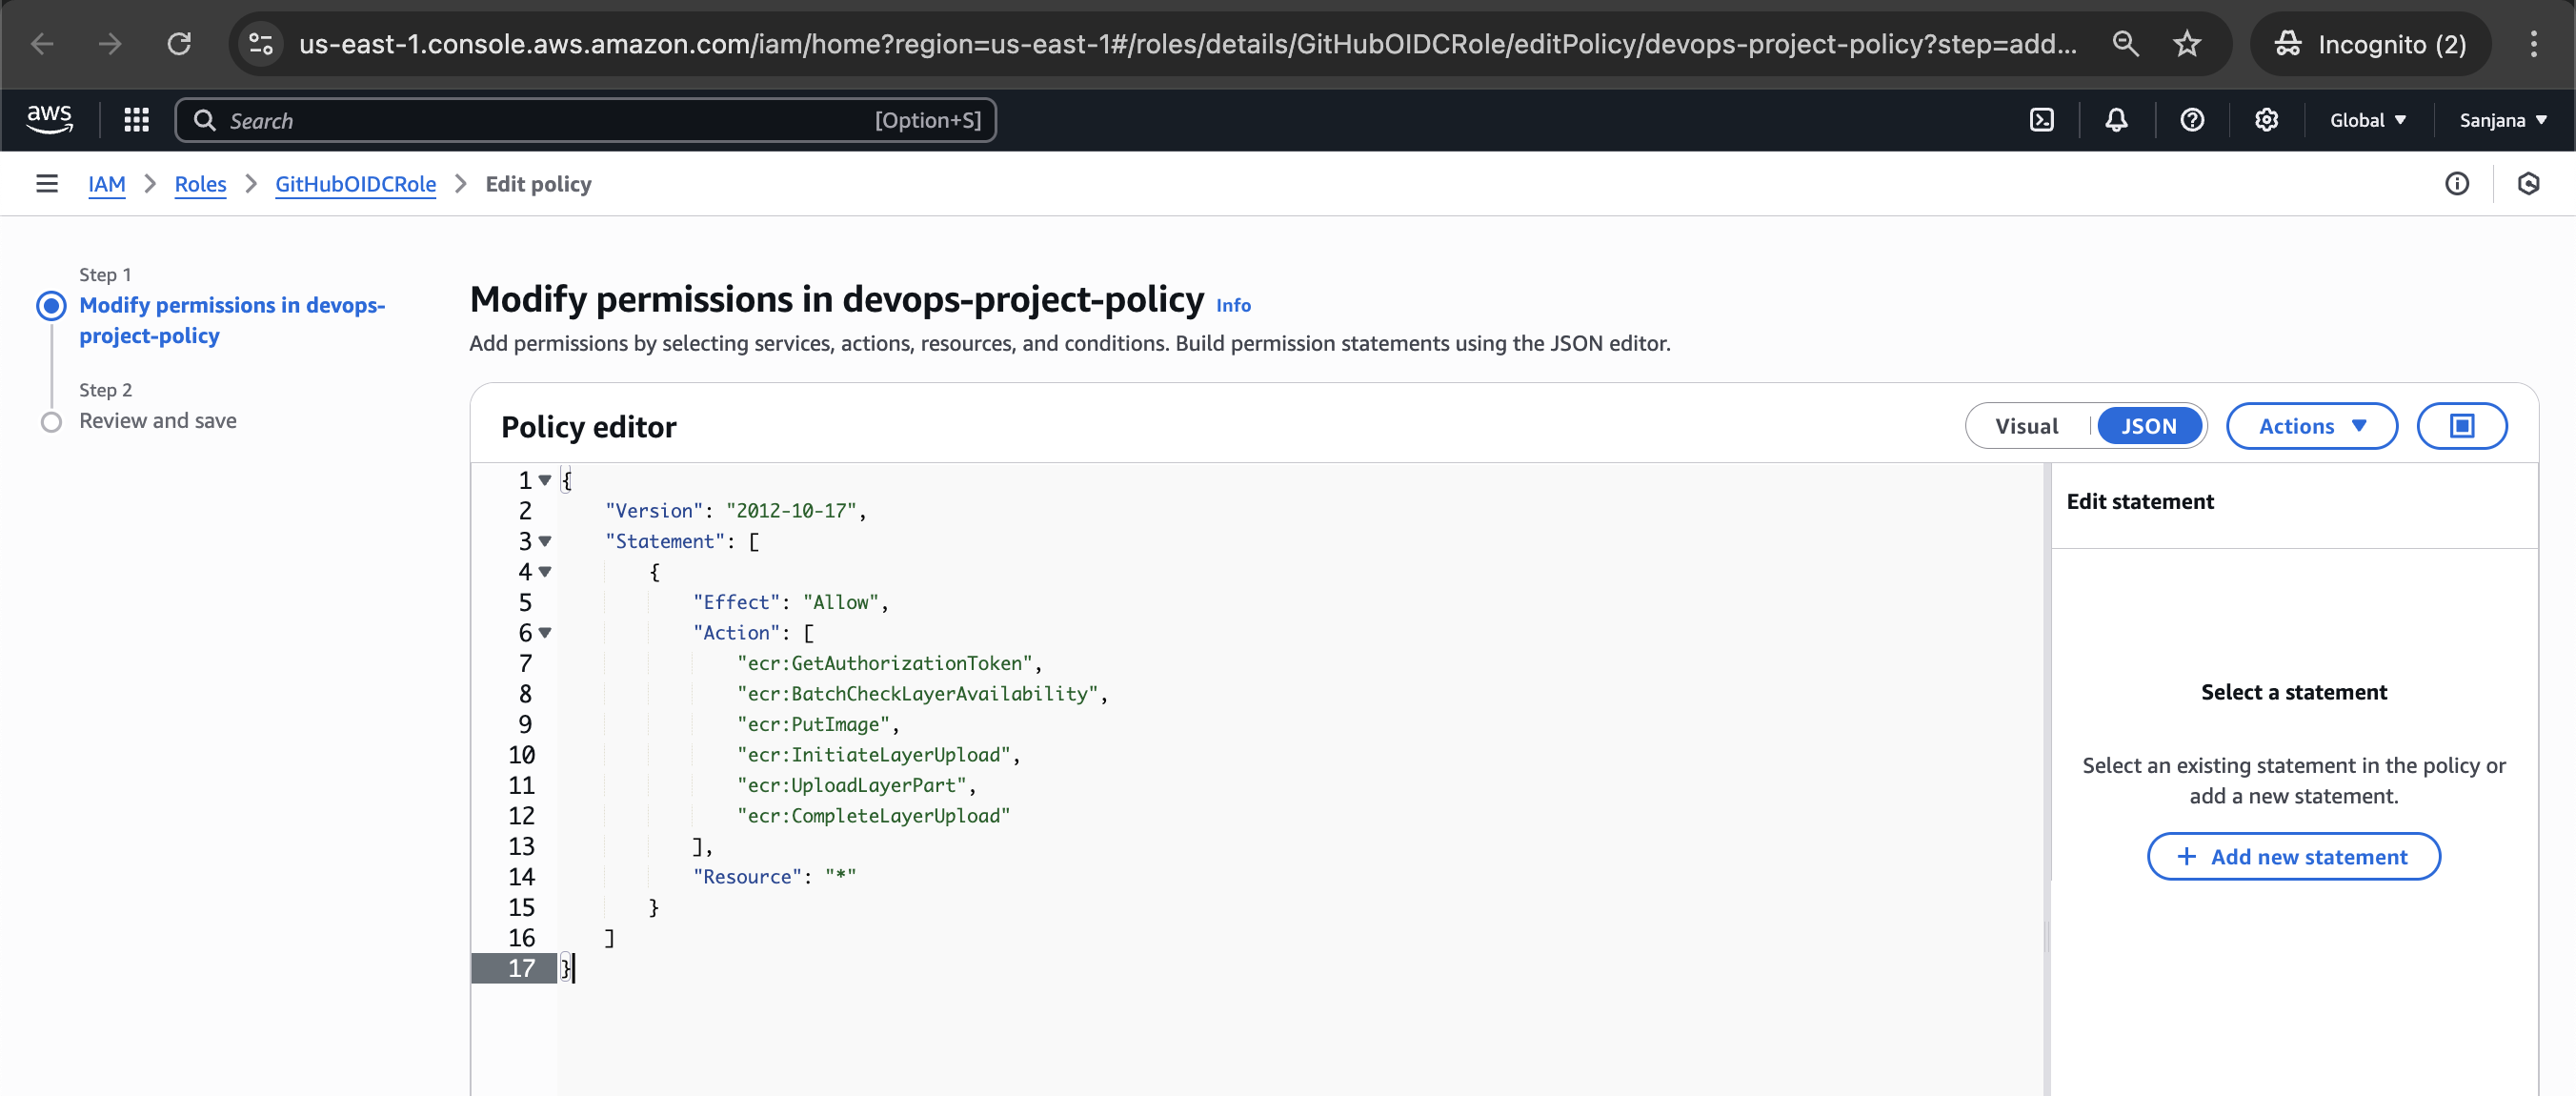 us-east-1.console.aws.amazon.com/iam/home?region=us-east-1#/roles/details/GitHubOIDCRole/editPolicy/devops-project-policy?step=add...
Incognito (2)
aws
Search
[Option+S]
Global
Sanjana
IAM
Roles
GitHubOIDCRole
Edit policy
Step 1
Modify permissions in devops-
project-policy
Step 2
Review and save
Modify permissions in devops-project-policy Info
Add permissions by selecting services, actions, resources, and conditions. Build permission statements using the JSON editor.
Policy editor
Visual
JSON
Actions
1 {
2 "Version": "2012-10-17",
3 "Statement": [
4 {
5 "Effect": "Allow",
6 "Action": [
7 "ecr:GetAuthorizationToken",
8 "ecr:BatchCheckLayerAvailability",
9 "ecr:PutImage",
10 "ecr:InitiateLayerUpload",
11 "ecr:UploadLayerPart",
12 "ecr:CompleteLayerUpload"
13 ],
14 "Resource": "*"
15 }
16 ]
17 }
Edit statement
Select a statement
Select an existing statement in the policy or
add a new statement.
+ Add new statement